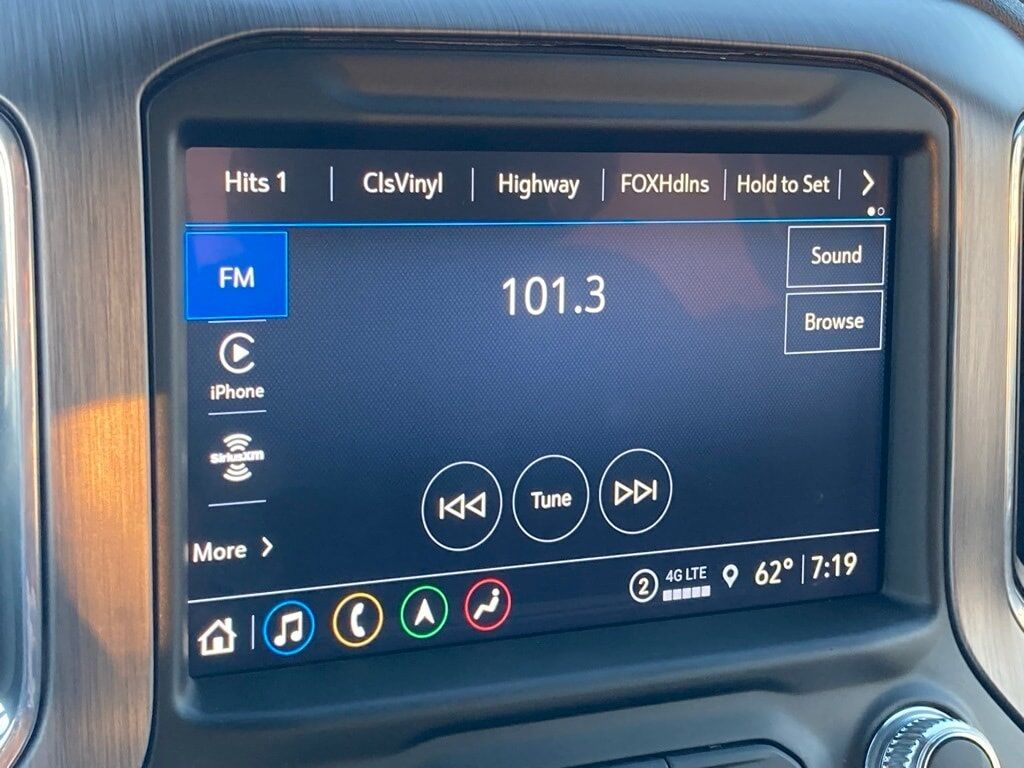 Hits 1 ClsVinyl Highway FOXHdlns Hold to Set
FM
101.3
Sound
Browse
iPhone
SiriusXM
Tune
More
2 4G LTE 62° 7:19